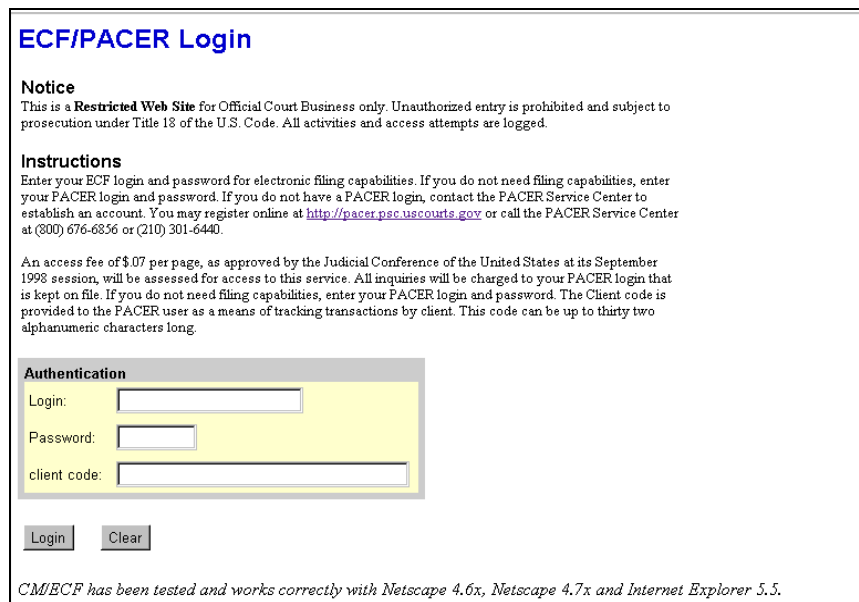 ECF/PACER Login
Notice
This is a Restricted Web Site for Official Court Business only. Unauthorized entry is prohibited and subject to
prosecution under Title 18 of the U.S. Code. All activities and access attempts are logged.
Instructions
Enter your ECF login and password for electronic filing capabilities. If you do not need filing capabilities, enter
your PACER login and password. If you do not have a PACER login, contact the PACER Service Center to
establish an account. You may register online at http://pacer.psc.uscourts.gov or call the PACER Service Center
at (800) 676-6856 or (210) 301-6440.
An access fee of $.07 per page, as approved by the Judicial Conference of the United States at its September
1998 session, will be assessed for access to this service. All inquiries will be charged to your PACER login that
is kept on file. If you do not need filing capabilities, enter your PACER login and password. The Client code is
provided to the PACER user as a means of tracking transactions by client. This code can be up to thirty two
alphanumeric characters long.
Authentication
Login:
Password:
client code:
Login Clear
CM/ECF has been tested and works correctly with Netscape 4.6x, Netscape 4.7x and Internet Explorer 5.5.